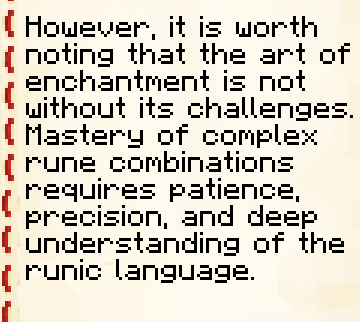 However, it is worth
noting that the art of
enchantment is not
without its challenges.
Mastery of complex
rune combinations
requires patience,
precision, and deep
understanding of the
runic language.